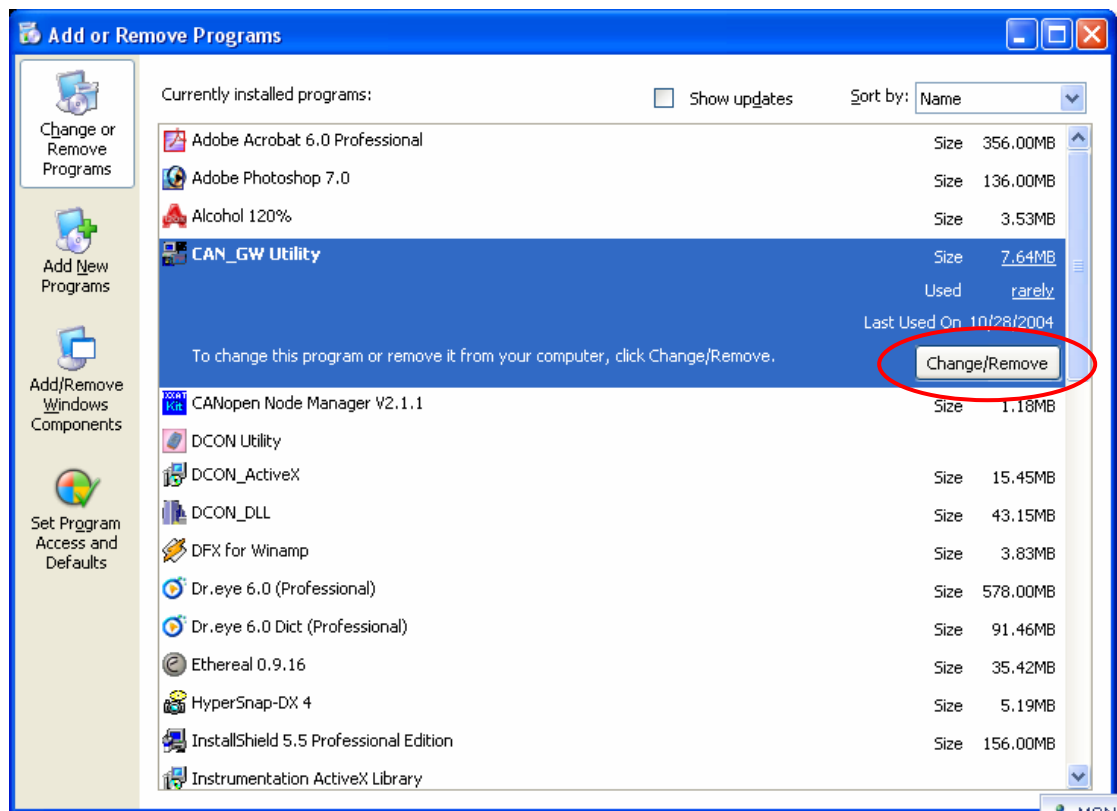 Add or Remove Programs
Change or
Remove
Programs
Add New
Programs
Add/Remove
Windows
Components
Set Program
Access and
Defaults
Currently installed programs: Show updates Sort by: Name
Adobe Acrobat 6.0 Professional Size 356.00MB
Adobe Photoshop 7.0 Size 136.00MB
Alcohol 120% Size 3.53MB
CAN_GW Utility Size 7.64MB
Used rarely
Last Used On 10/28/2004
To change this program or remove it from your computer, click Change/Remove. Change/Remove
CANopen Node Manager V2.1.1 Size 1.18MB
DCON Utility
DCON_ActiveX Size 15.45MB
DCON_DLL Size 43.15MB
DFX for Winamp Size 3.83MB
Dr.eye 6.0 (Professional) Size 578.00MB
Dr.eye 6.0 Dict (Professional) Size 91.46MB
Ethereal 0.9.16 Size 35.42MB
HyperSnap-DX 4 Size 5.19MB
InstallShield 5.5 Professional Edition Size 156.00MB
Instrumentation ActiveX Library